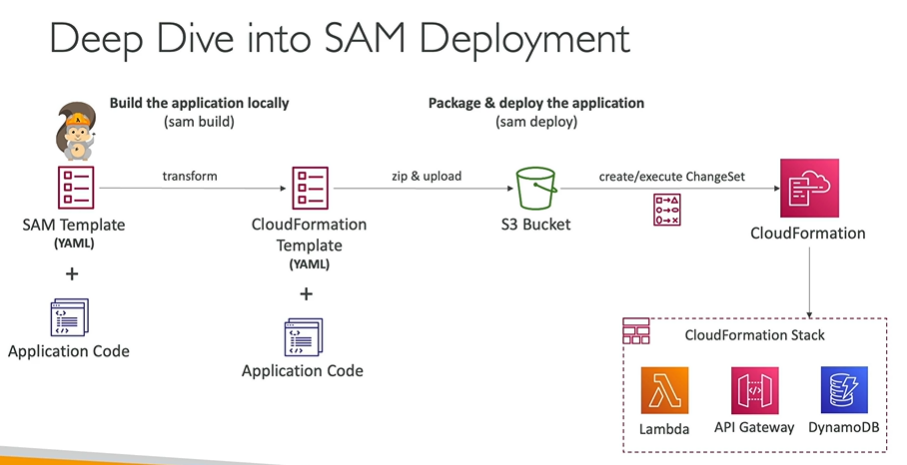 Deep Dive into SAM Deployment
Build the application locally
(sam build)
Package & deploy the application
(sam deploy)
transform
zip & upload
create/execute ChangeSet
SAM Template
(YAML)
+
Application Code
CloudFormation
Template
(YAML)
+
Application Code
S3 Bucket
CloudFormation
CloudFormation Stack
Lambda
API Gateway
DynamoDB